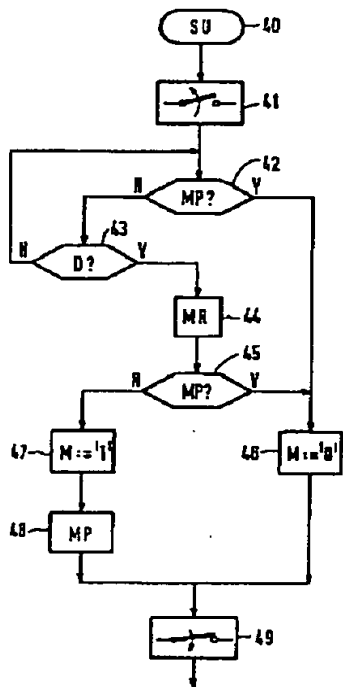 SU 40
41
42
N MP? Y
43
N D? Y
MR 44
45
N MP? Y
47 M:='1' 46 M:='0'
48 MP
49